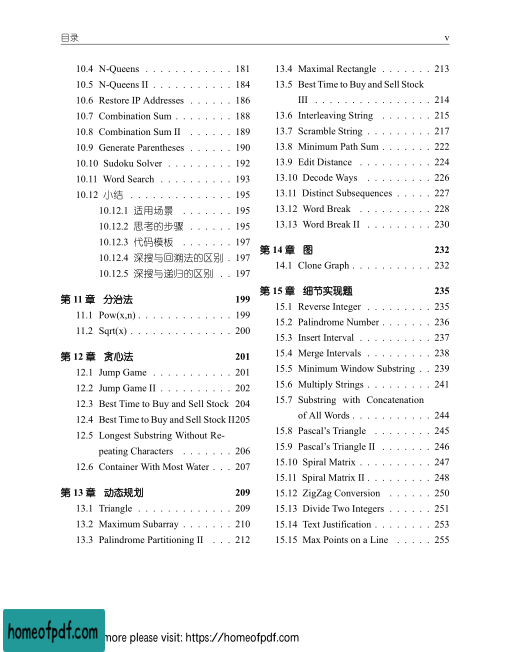 目录 v
10.4 N-Queens . . . . . . . . . . . . 181
10.5 N-Queens II . . . . . . . . . . . 184
10.6 Restore IP Addresses . . . . . . 186
10.7 Combination Sum . . . . . . . . 188
10.8 Combination Sum II . . . . . . 189
10.9 Generate Parentheses . . . . . . 190
10.10 Sudoku Solver . . . . . . . . . 192
10.11 Word Search . . . . . . . . . . 193
10.12 小结 . . . . . . . . . . . . . . 195
10.12.1 适用场景 . . . . . . . 195
10.12.2 思考的步骤 . . . . . . 195
10.12.3 代码模板 . . . . . . . 197
10.12.4 深搜与回溯法的区别 . 197
10.12.5 深搜与递归的区别 . . 197
第 11 章 分治法 199
11.1 Pow(x,n) . . . . . . . . . . . . . 199
11.2 Sqrt(x) . . . . . . . . . . . . . . 200
第 12 章 贪心法 201
12.1 Jump Game . . . . . . . . . . . 201
12.2 Jump Game II . . . . . . . . . . 202
12.3 Best Time to Buy and Sell Stock 204
12.4 Best Time to Buy and Sell Stock II205
12.5 Longest Substring Without Re-
peating Characters . . . . . . . 206
12.6 Container With Most Water . . . 207
第 13 章 动态规划 209
13.1 Triangle . . . . . . . . . . . . . 209
13.2 Maximum Subarray . . . . . . . 210
13.3 Palindrome Partitioning II . . . 212
13.4 Maximal Rectangle . . . . . . . 213
13.5 Best Time to Buy and Sell Stock
III . . . . . . . . . . . . . . . . 214
13.6 Interleaving String . . . . . . . 215
13.7 Scramble String . . . . . . . . . 217
13.8 Minimum Path Sum . . . . . . . 222
13.9 Edit Distance . . . . . . . . . . 224
13.10 Decode Ways . . . . . . . . . 226
13.11 Distinct Subsequences . . . . . 227
13.12 Word Break . . . . . . . . . . 228
13.13 Word Break II . . . . . . . . . 230
第 14 章 图 232
14.1 Clone Graph . . . . . . . . . . . 232
第 15 章 细节实现题 235
15.1 Reverse Integer . . . . . . . . . 235
15.2 Palindrome Number . . . . . . . 236
15.3 Insert Interval . . . . . . . . . . 237
15.4 Merge Intervals . . . . . . . . . 238
15.5 Minimum Window Substring . . 239
15.6 Multiply Strings . . . . . . . . . 241
15.7 Substring with Concatenation
of All Words . . . . . . . . . . . 244
15.8 Pascal's Triangle . . . . . . . . 245
15.9 Pascal's Triangle II . . . . . . . 246
15.10 Spiral Matrix . . . . . . . . . . 247
15.11 Spiral Matrix II . . . . . . . . . 248
15.12 ZigZag Conversion . . . . . . 250
15.13 Divide Two Integers . . . . . . 251
15.14 Text Justification . . . . . . . . 253
15.15 Max Points on a Line . . . . . 255
homeofpdf.com more please visit: https://homeofpdf.com